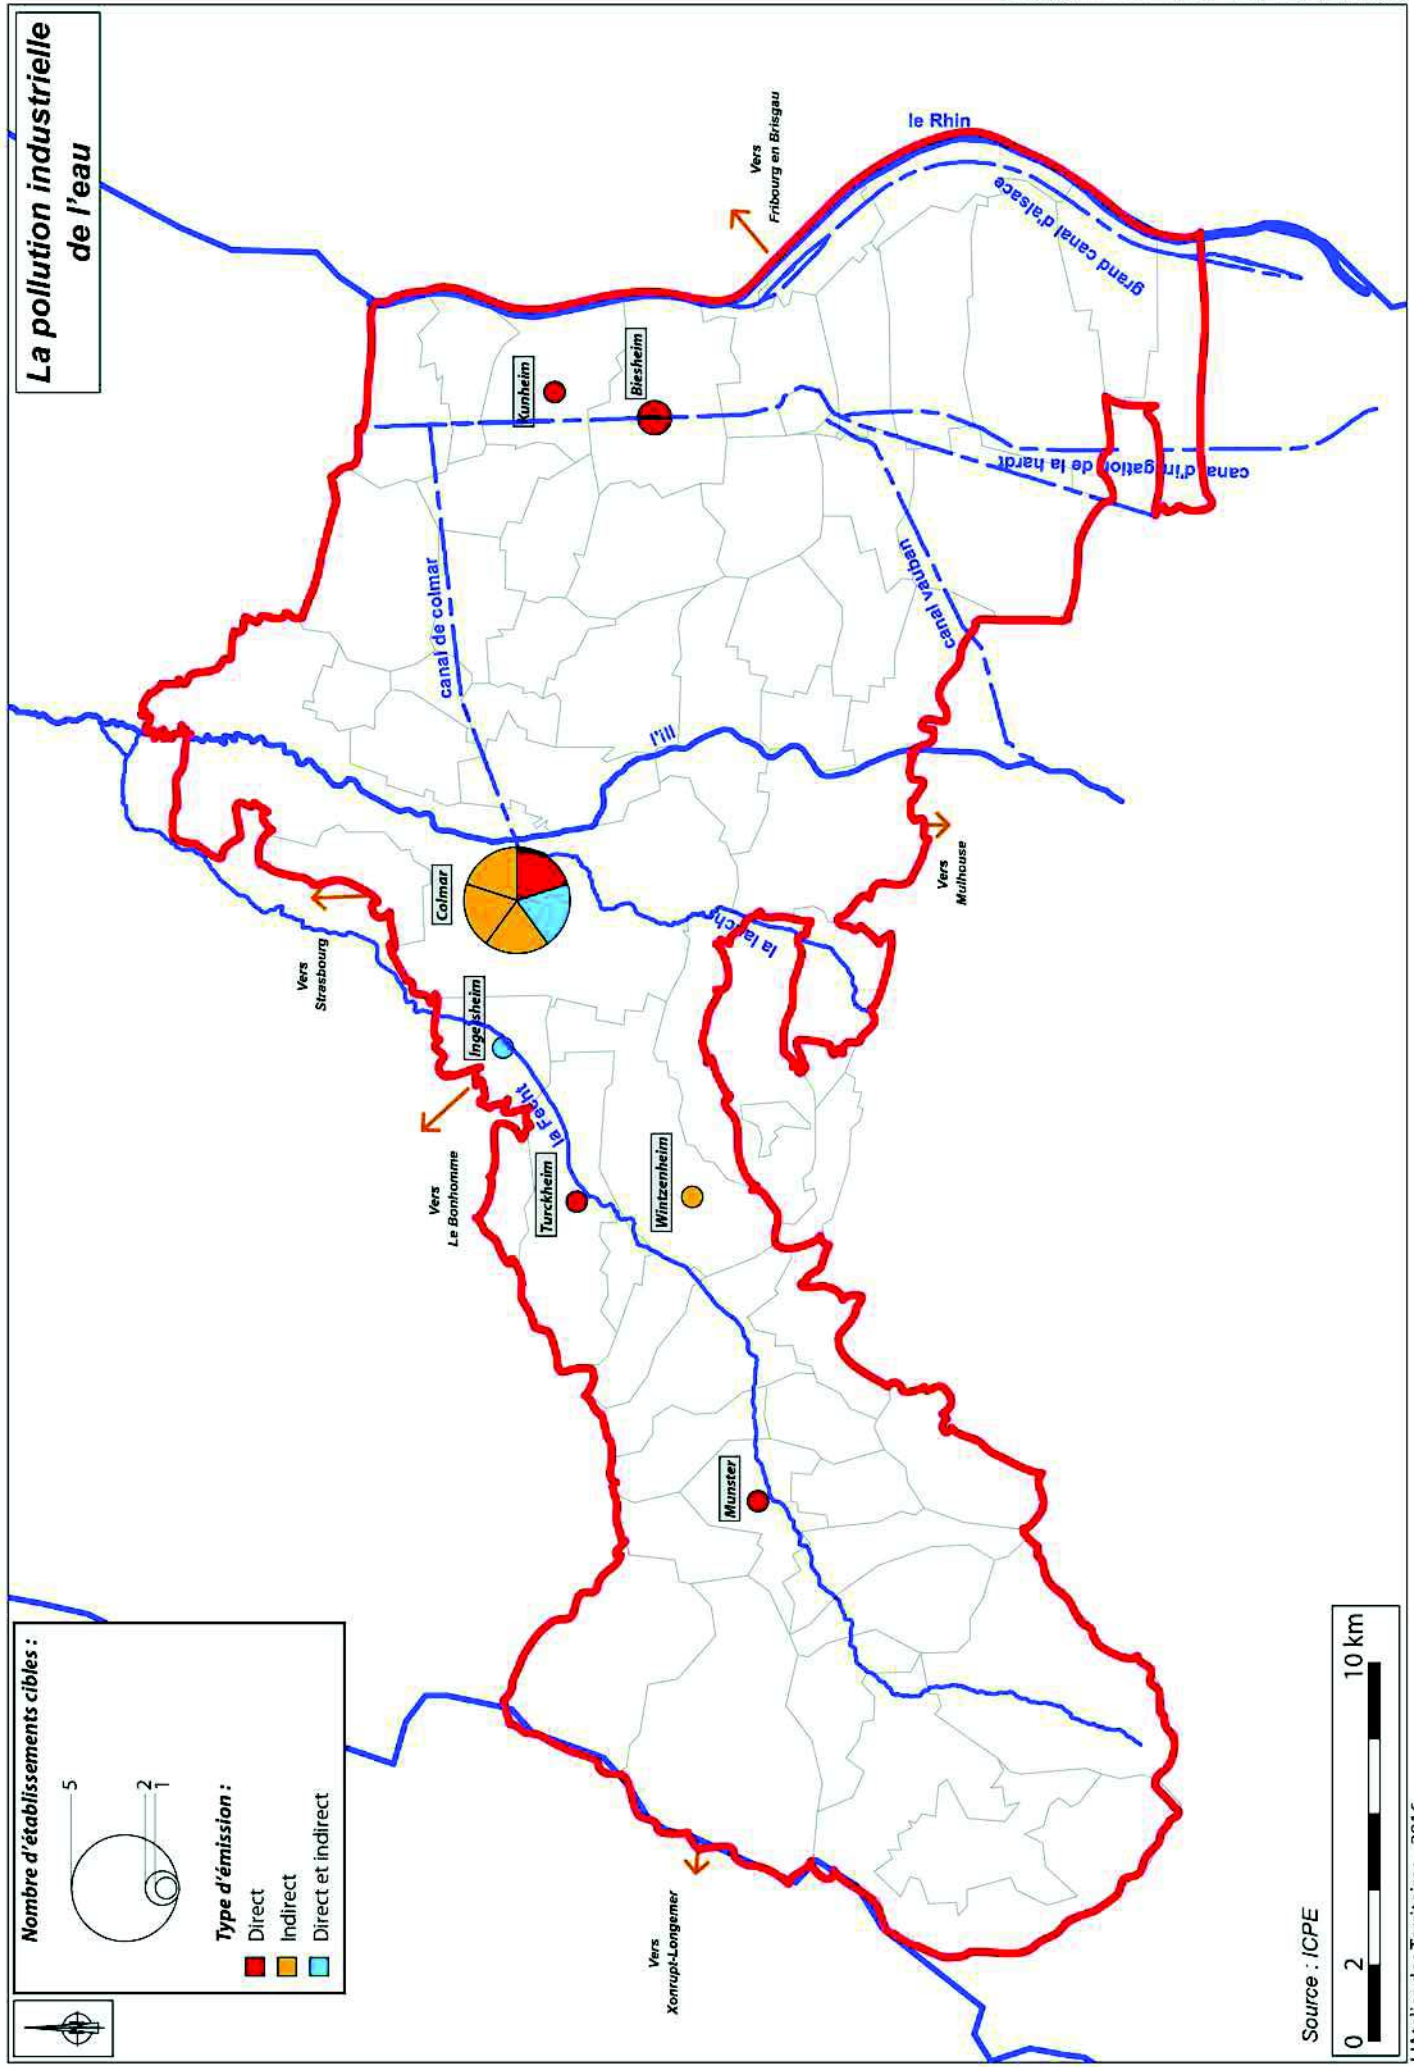 La pollution industrielle
de l'eau
Nombre d'établissements cibles :
5
2
1
Type d'émission :
Direct
Indirect
Direct et indirect
Vers
Xonrupt-Longemer
Vers
Le Bonhomme
Vers
Strasbourg
Vers
Mulhouse
Vers
Fribourg en Brisgau
Munster
Turckheim
Wintzenheim
Ingersheim
Colmar
Kunheim
Biesheim
la Fecht
la lauch
l'ill
canal de colmar
canal vauban
canal d'irrigation de la hardt
grand canal d'alsace
le Rhin
Source : ICPE
0
2
10 km